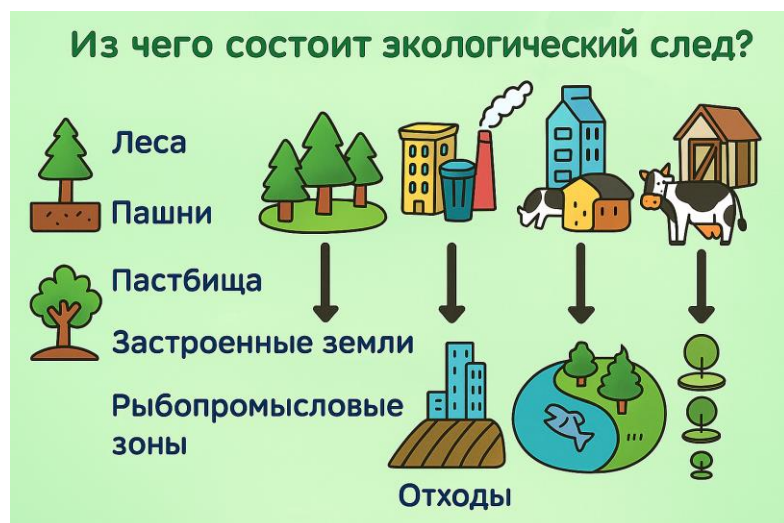 Из чего состоит экологический след?
Леса
Пашни
Пастбища
Застроенные земли
Рыбопромысловые
зоны
Отходы